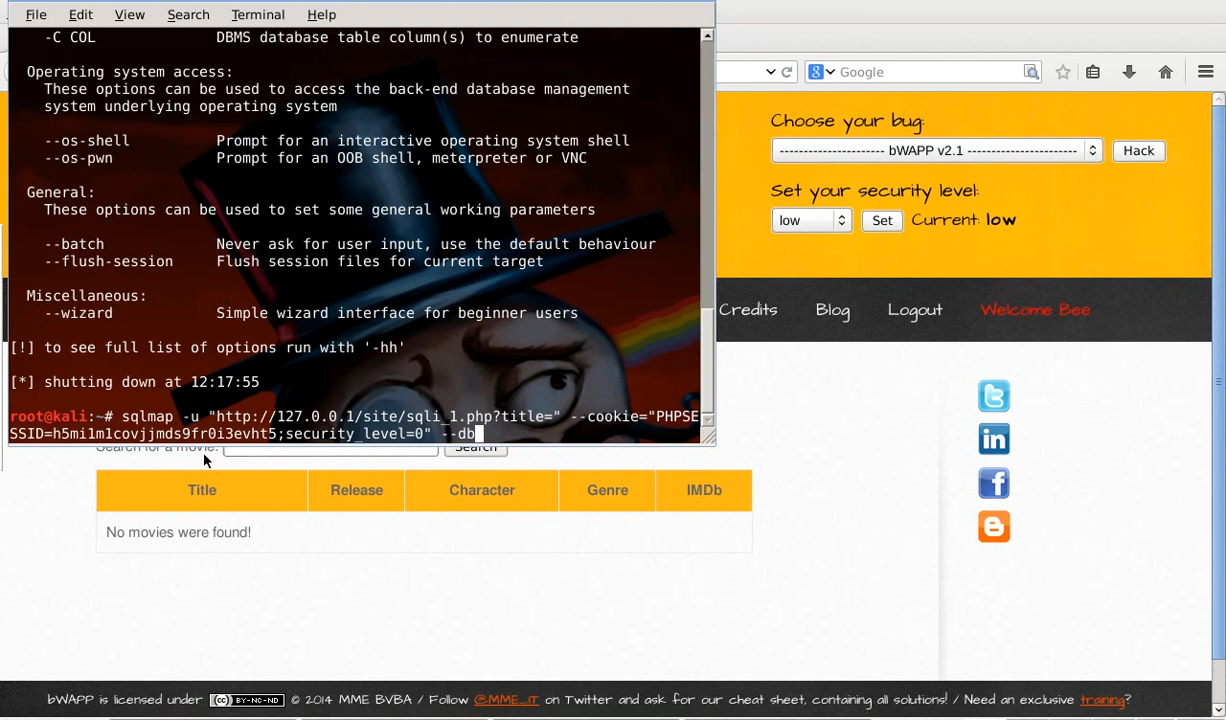 File Edit View Search Terminal Help
-C COL DBMS database table column(s) to enumerate
Operating system access:
These options can be used to access the back-end database management
system underlying operating system
--os-shell Prompt for an interactive operating system shell
--os-pwn Prompt for an OOB shell, meterpreter or VNC
General:
These options can be used to set some general working parameters
--batch Never ask for user input, use the default behaviour
--flush-session Flush session files for current target
Miscellaneous:
--wizard Simple wizard interface for beginner users
[!] to see full list of options run with '-hh'
[*] shutting down at 12:17:55
root@kali:~# sqlmap -u "http://127.0.0.1/site/sqli_1.php?title=" --cookie="PHPSE
SSID=h5mi1m1covjjmds9fr0i3evht5;security_level=0" --db
Google
Choose your bug:
---------------------- bWAPP v2.1 ----------------------- Hack
Set your security level:
low Set Current: low
Credits Blog Logout Welcome Bee
Search for a movie: Search
Title Release Character Genre IMDb
No movies were found!
bWAPP is licensed under CC BY-NC-ND © 2014 MME BVBA / Follow @MME_IT on Twitter and ask for our cheat sheet, containing all solutions! / Need an exclusive training?